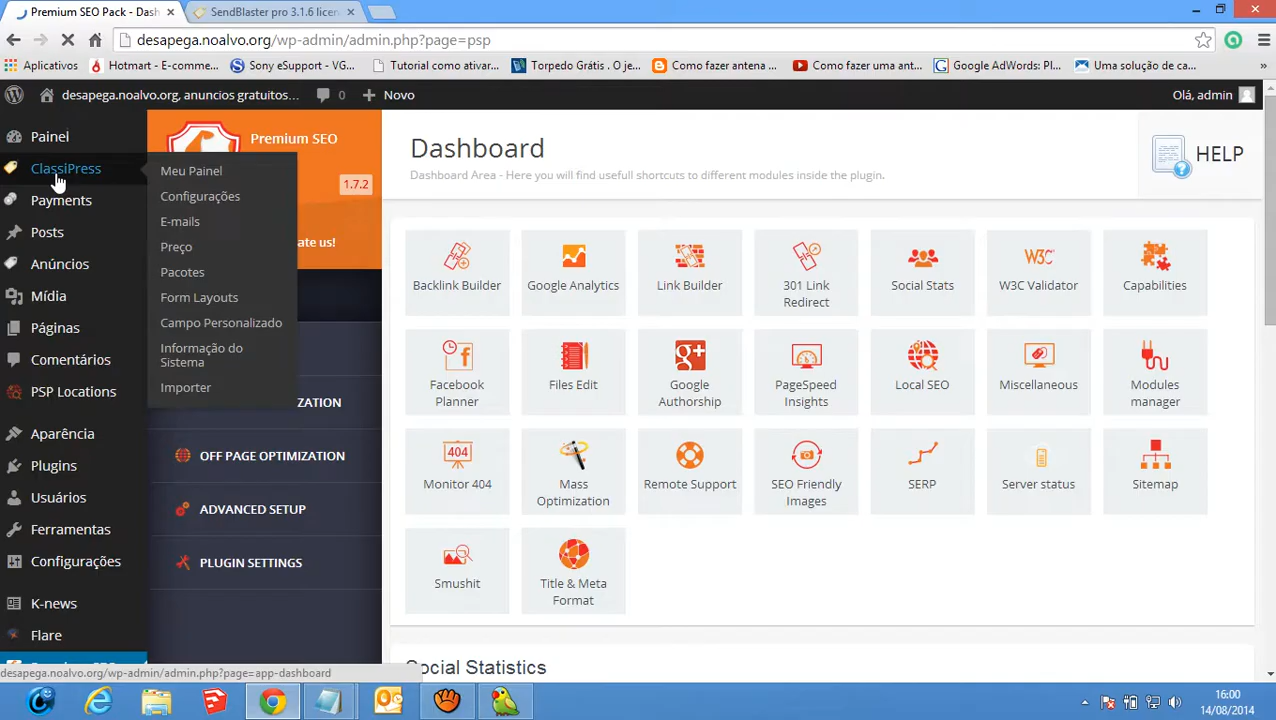 Premium SEO Pack - Dash
SendBlaster pro 3.1.6 licen
desapega.noalvo.org/wp-admin/admin.php?page=psp
Aplicativos
Hotmart - E-comme...
Sony eSupport - VG...
Tutorial como ativar...
Torpedo Grátis . O je...
Como fazer antena ...
Como fazer uma ant...
Google AdWords: Pl...
Uma solução de ca...
»
desapega.noalvo.org, anuncios gratuitos...
0
Novo
Olá, admin
Painel
ClassiPress
Payments
Posts
Anúncios
Mídia
Páginas
Comentários
PSP Locations
Aparência
Plugins
Usuários
Ferramentas
Configurações
K-news
Flare
Meu Painel
Configurações
E-mails
Preço
Pacotes
Form Layouts
Campo Personalizado
Informação do
Sistema
Importer
Premium SEO
1.7.2
ate us!
ZATION
OFF PAGE OPTIMIZATION
ADVANCED SETUP
PLUGIN SETTINGS
Dashboard
Dashboard Area - Here you will find usefull shortcuts to different modules inside the plugin.
HELP
Backlink Builder
Google Analytics
Link Builder
301 Link
Redirect
Social Stats
W3C
W3C Validator
Capabilities
Facebook
Planner
Files Edit
Google
Authorship
PageSpeed
Insights
Local SEO
Miscellaneous
Modules
manager
404
Monitor 404
Mass
Optimization
Remote Support
SEO Friendly
Images
SERP
Server status
Sitemap
Smushit
Title & Meta
Format
Social Statistics
desapega.noalvo.org/wp-admin/admin.php?page=app-dashboard
16:00
14/08/2014